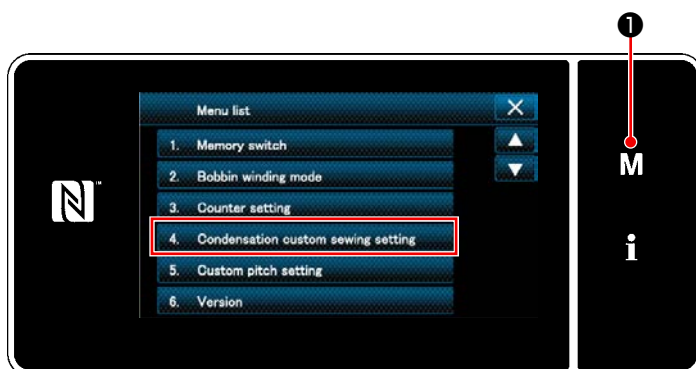 ❶
Menu list
1. Memory switch
2. Bobbin winding mode
3. Counter setting
4. Condensation custom sewing setting
5. Custom pitch setting
6. Version
N
M
i